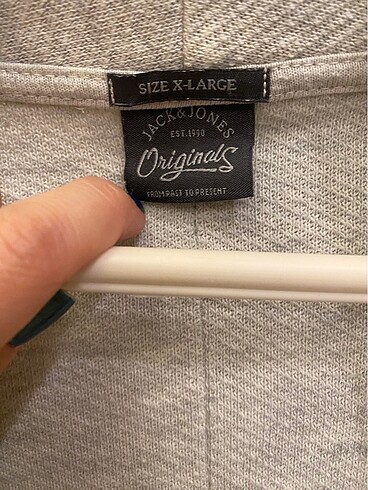 SIZE X-LARGE
JACK&JONES
EST.1990
Originals
FROM PAST TO PRESENT